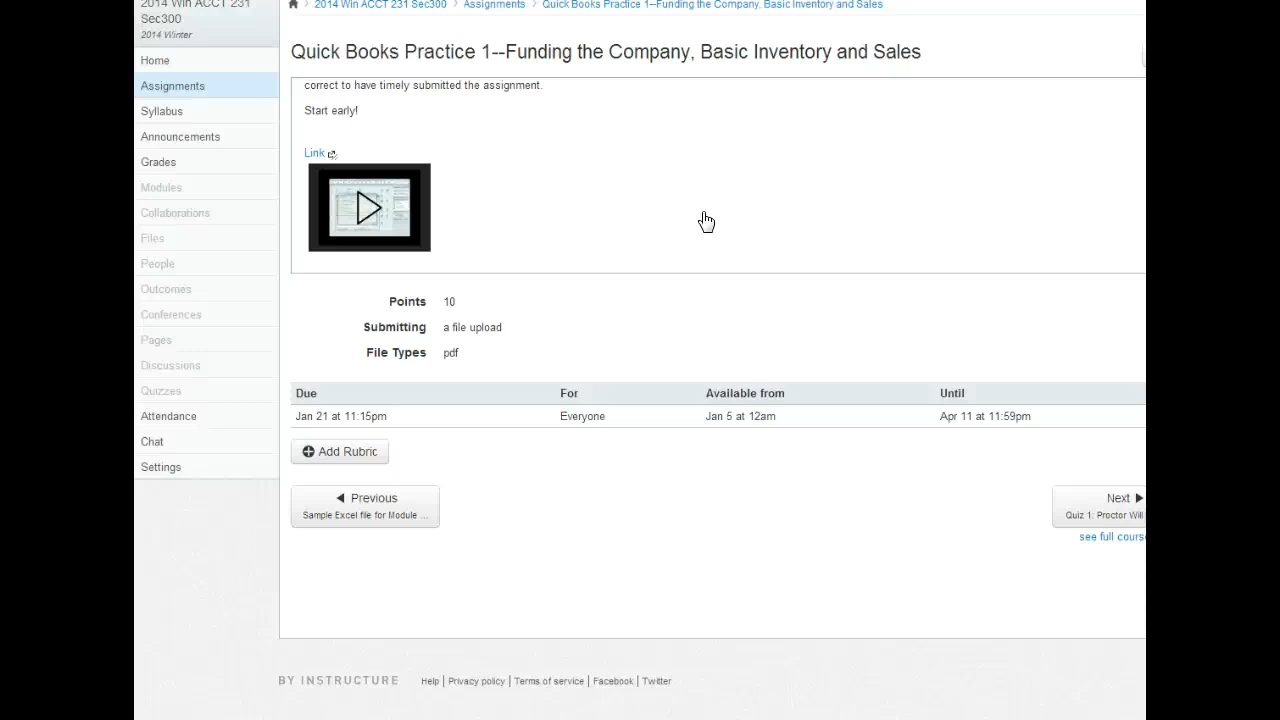 2014 Win ACCT 231
Sec300
2014 Winter
Home
Assignments
Syllabus
Announcements
Grades
Modules
Collaborations
Files
People
Outcomes
Conferences
Pages
Discussions
Quizzes
Attendance
Chat
Settings
2014 Win ACCT 231 Sec300 > Assignments > Quick Books Practice 1--Funding the Company, Basic Inventory and Sales
Quick Books Practice 1--Funding the Company, Basic Inventory and Sales
correct to have timely submitted the assignment.
Start early!
Link
Points 10
Submitting a file upload
File Types pdf
Due For Available from Until
Jan 21 at 11:15pm Everyone Jan 5 at 12am Apr 11 at 11:59pm
Add Rubric
Previous
Sample Excel file for Module ...
Next
Quiz 1: Proctor Will
see full cours
BY INSTRUCTURE
Help | Privacy policy | Terms of service | Facebook | Twitter